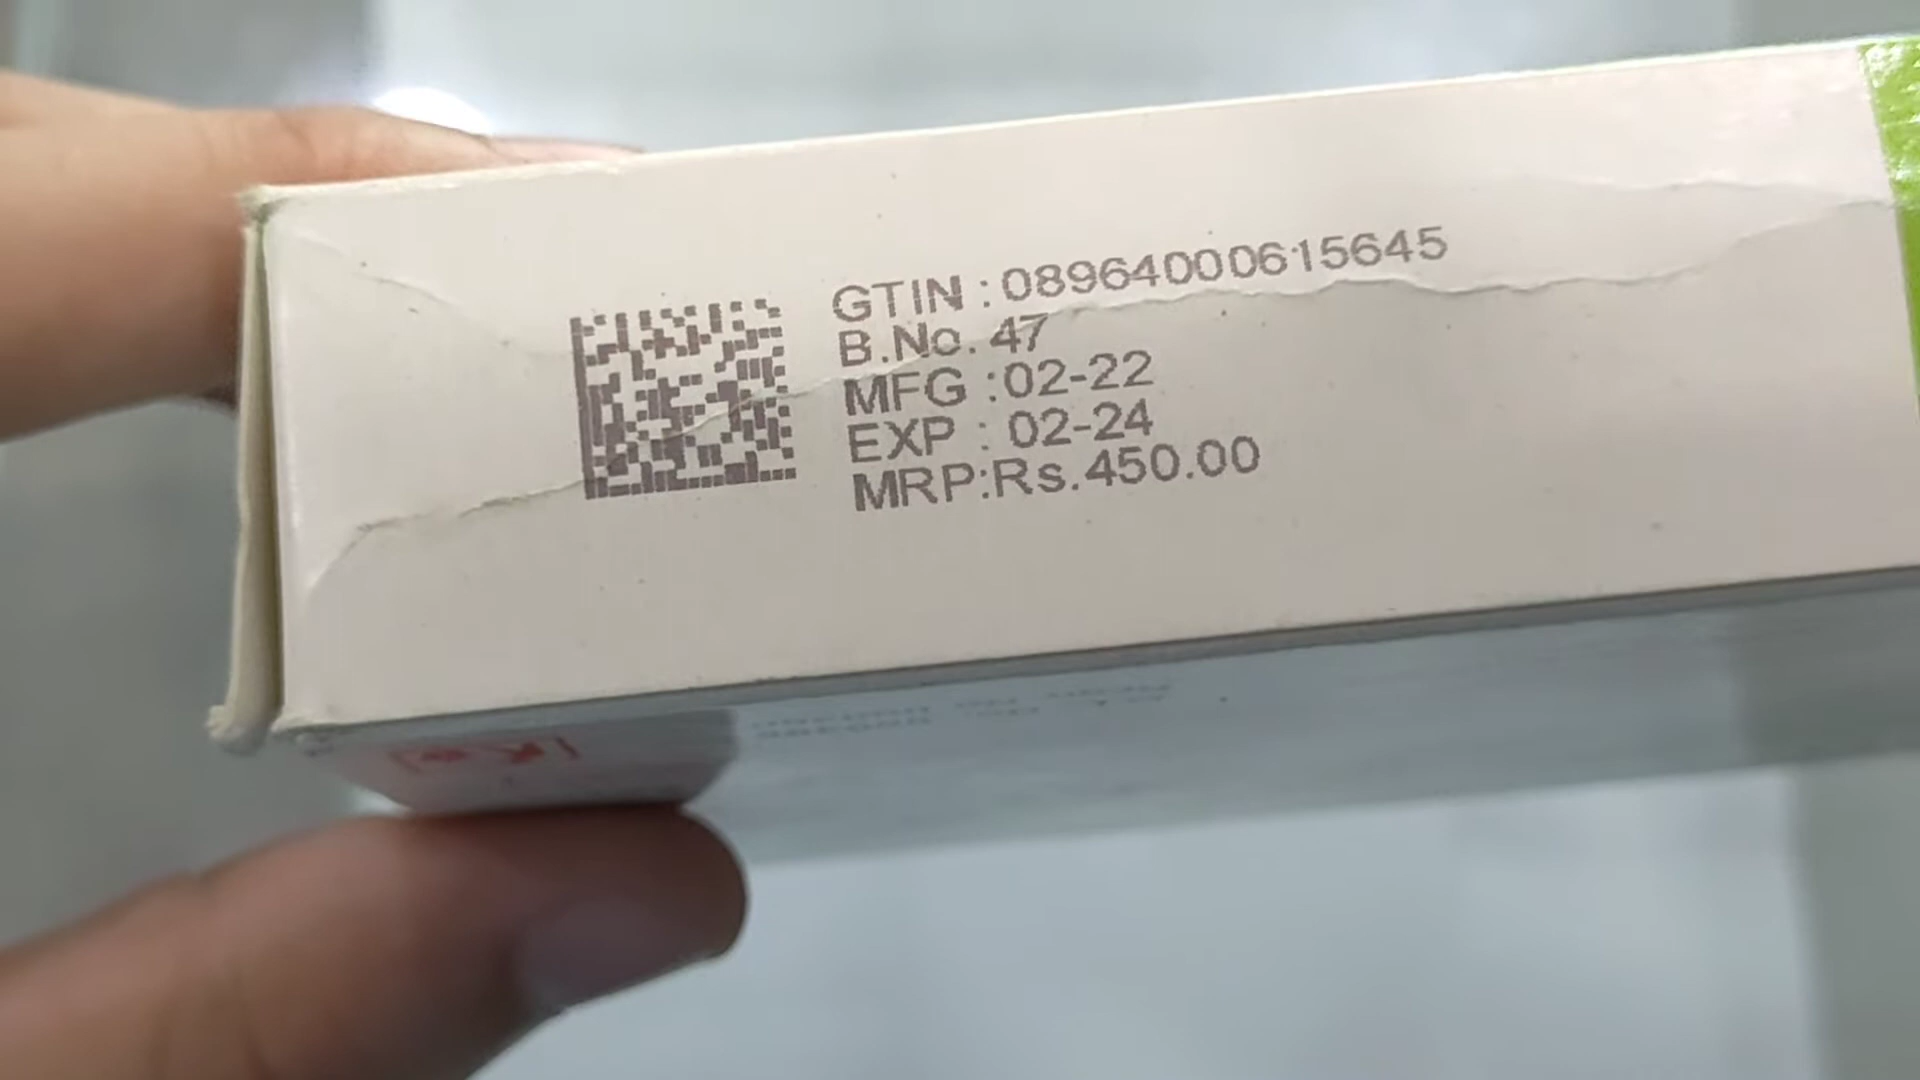 GTIN : 08964000615645
B.No. 47
MFG :02-22
EXP : 02-24
MRP:Rs.450.00